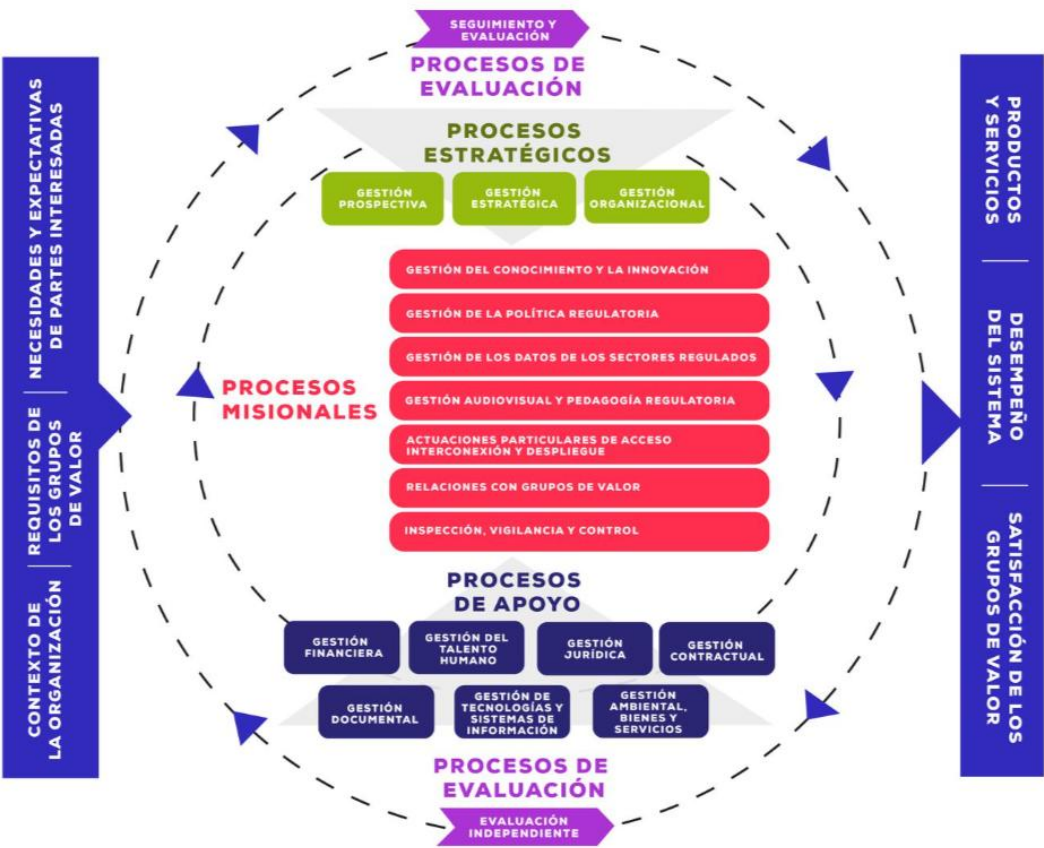 SEGUIMIENTO Y
EVALUACIÓN
PROCESOS DE
EVALUACIÓN
NECESIDADES Y EXPECTATIVAS
DE PARTES INTERESADAS
REQUISITOS DE
LOS GRUPOS
DE VALOR
CONTEXTO DE
LA ORGANIZACIÓN
PROCESOS
ESTRATÉGICOS
GESTIÓN
PROSPECTIVA
GESTIÓN
ESTRATÉGICA
GESTIÓN
ORGANIZACIONAL
PROCESOS
MISIONALES
GESTIÓN DEL CONOCIMIENTO Y LA INNOVACIÓN
GESTIÓN DE LA POLÍTICA REGULATORIA
GESTIÓN DE LOS DATOS DE LOS SECTORES REGULADOS
GESTIÓN AUDIOVISUAL Y PEDAGOGÍA REGULATORIA
ACTUACIONES PARTICULARES DE ACCESO
INTERCONEXIÓN Y DESPLIEGUE
RELACIONES CON GRUPOS DE VALOR
INSPECCIÓN, VIGILANCIA Y CONTROL
PROCESOS
DE APOYO
GESTIÓN
FINANCIERA
GESTIÓN DEL
TALENTO
HUMANO
GESTIÓN
JURÍDICA
GESTIÓN
CONTRACTUAL
GESTIÓN
DOCUMENTAL
GESTIÓN DE
TECNOLOGÍAS Y
SISTEMAS DE
INFORMACIÓN
GESTIÓN
AMBIENTAL,
BIENES Y
SERVICIOS
PROCESOS DE
EVALUACIÓN
EVALUACIÓN
INDEPENDIENTE
PRODUCTOS
Y SERVICIOS
DESEMPEÑO
DEL SISTEMA
SATISFACCIÓN DE LOS
GRUPOS DE VALOR